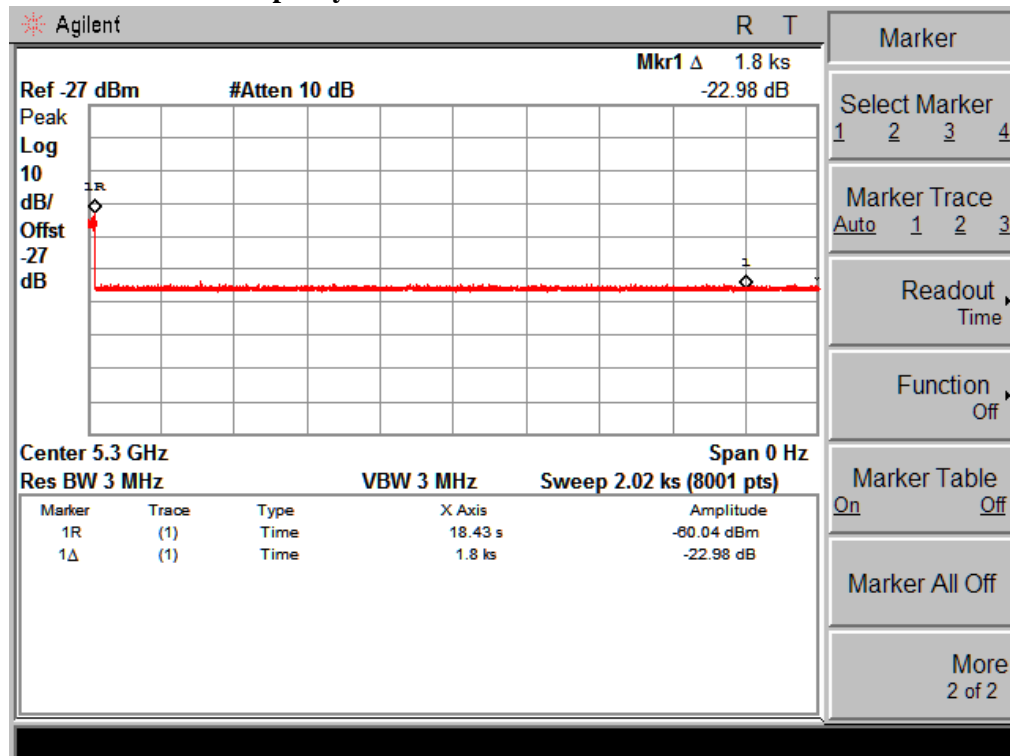 Agilent R T
Mkr1 Δ 1.8 ks
Ref -27 dBm #Atten 10 dB -22.98 dB
Peak
Log
10
dB/
Offst
-27
dB
1R
1
Center 5.3 GHz Span 0 Hz
Res BW 3 MHz VBW 3 MHz Sweep 2.02 ks (8001 pts)
Marker Trace Type X Axis Amplitude
1R (1) Time 18.43 s -60.04 dBm
1Δ (1) Time 1.8 ks -22.98 dB
Marker
Select Marker
1 2 3 4
Marker Trace
Auto 1 2 3
Readout
Time
Function
Off
Marker Table
On Off
Marker All Off
More
2 of 2